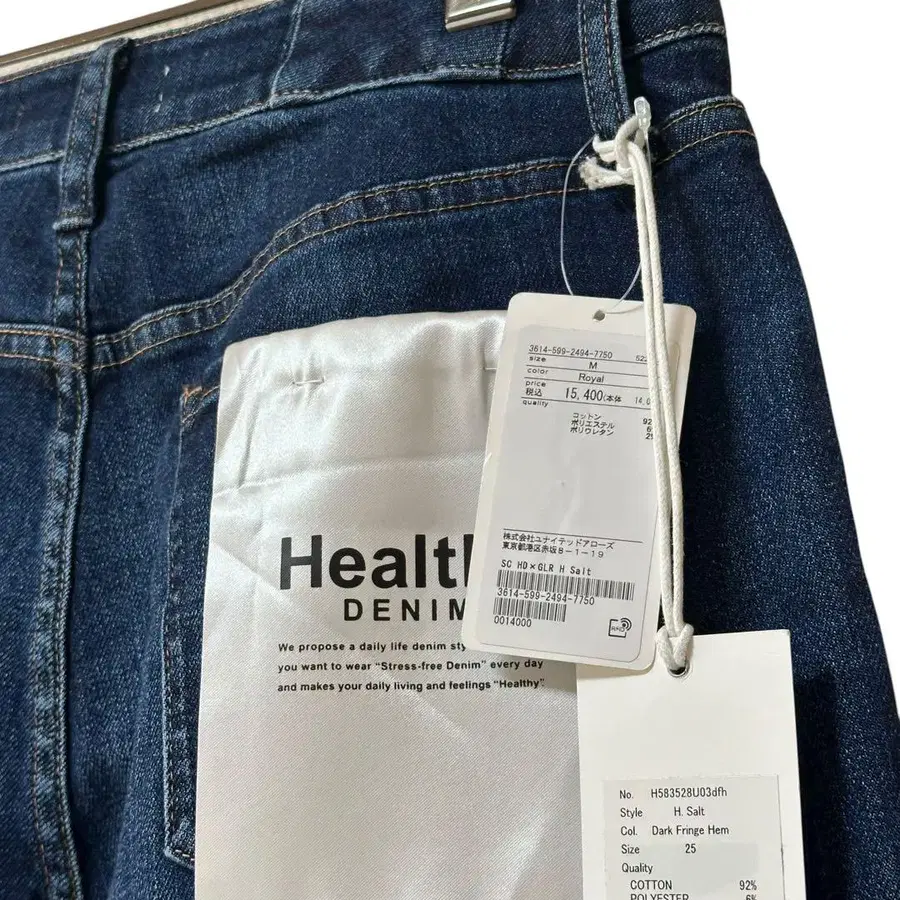 3614-599-2494-7750
size M
color Royal
price
税込 15,400(本体
quality
コットン
ポリエステル
ポリウレタン
株式会社ユナイテッドアローズ
東京都港区赤坂8-1-19
SC HD×GLR H Salt
3614-599-2494-7750
0014000
DENIM
We propose a daily life denim
you want to wear "Stress-free Denim" every day
and makes your daily living and feelings "Healthy".
No. H583528U03dfh
Style H. Salt
Col. Dark Fringe Hem
Size 25
Quality
COTTON 92%
POLYESTER 6%